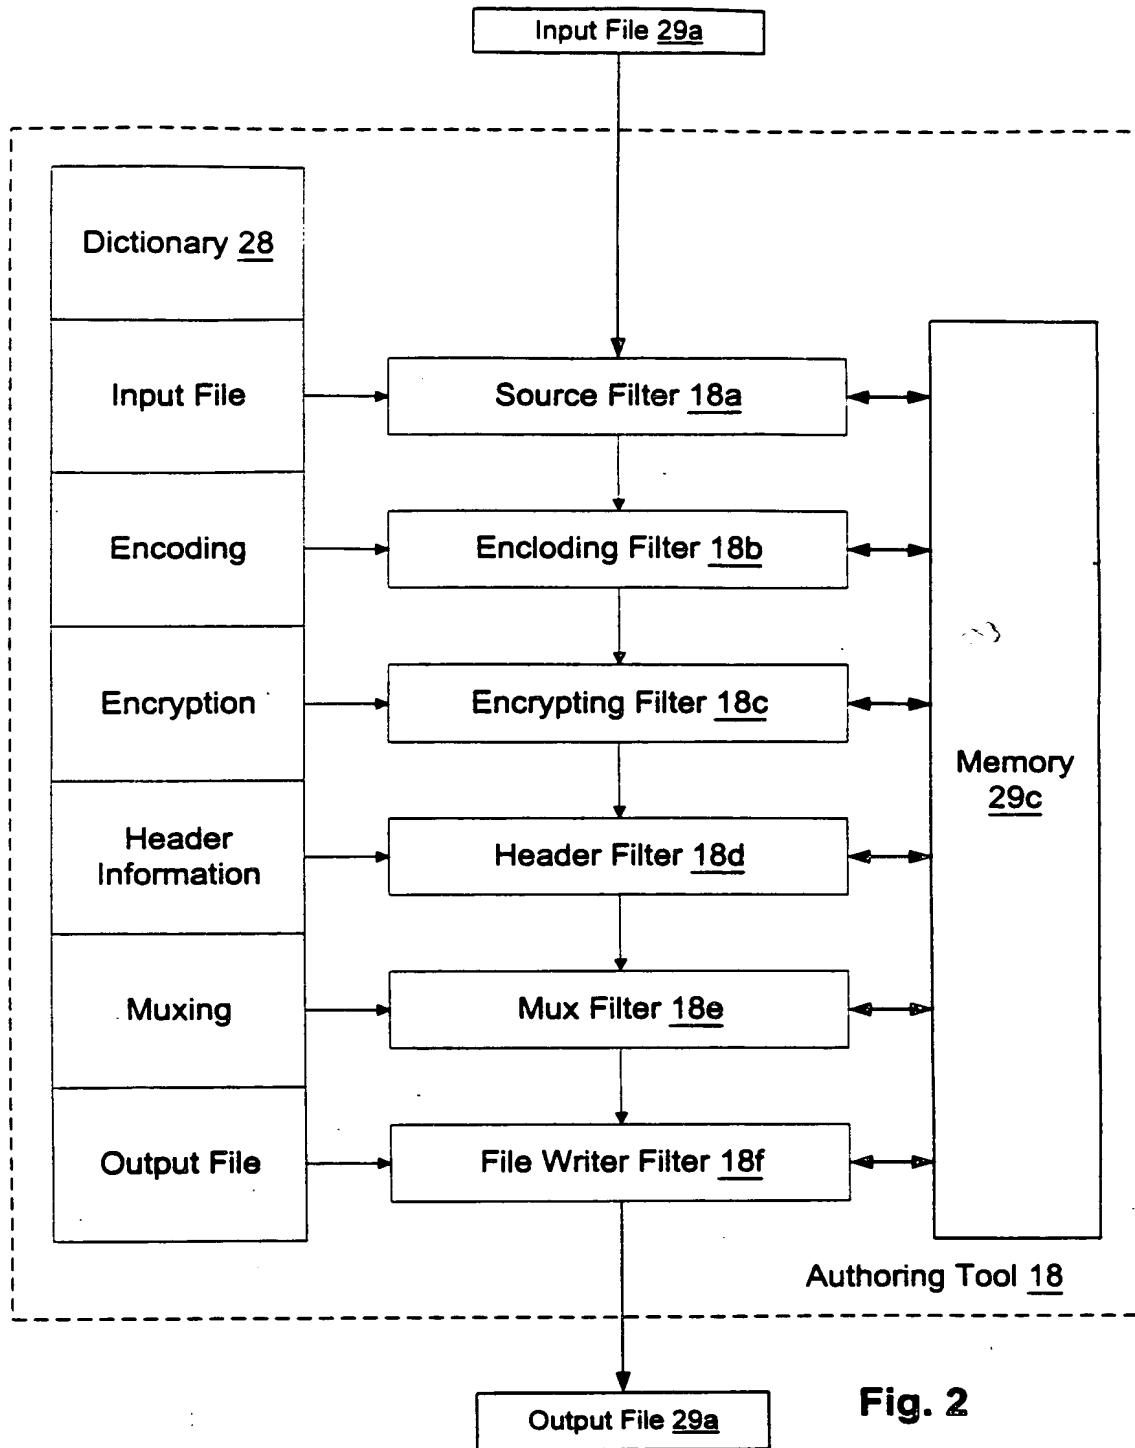 Input File 29a
Dictionary 28
Input File
Source Filter 18a
Encoding
Encloding Filter 18b
Encryption
Encrypting Filter 18c
Memory
29c
Header
Information
Header Filter 18d
Muxing
Mux Filter 18e
Output File
File Writer Filter 18f
Authoring Tool 18
Output File 29a
Fig. 2